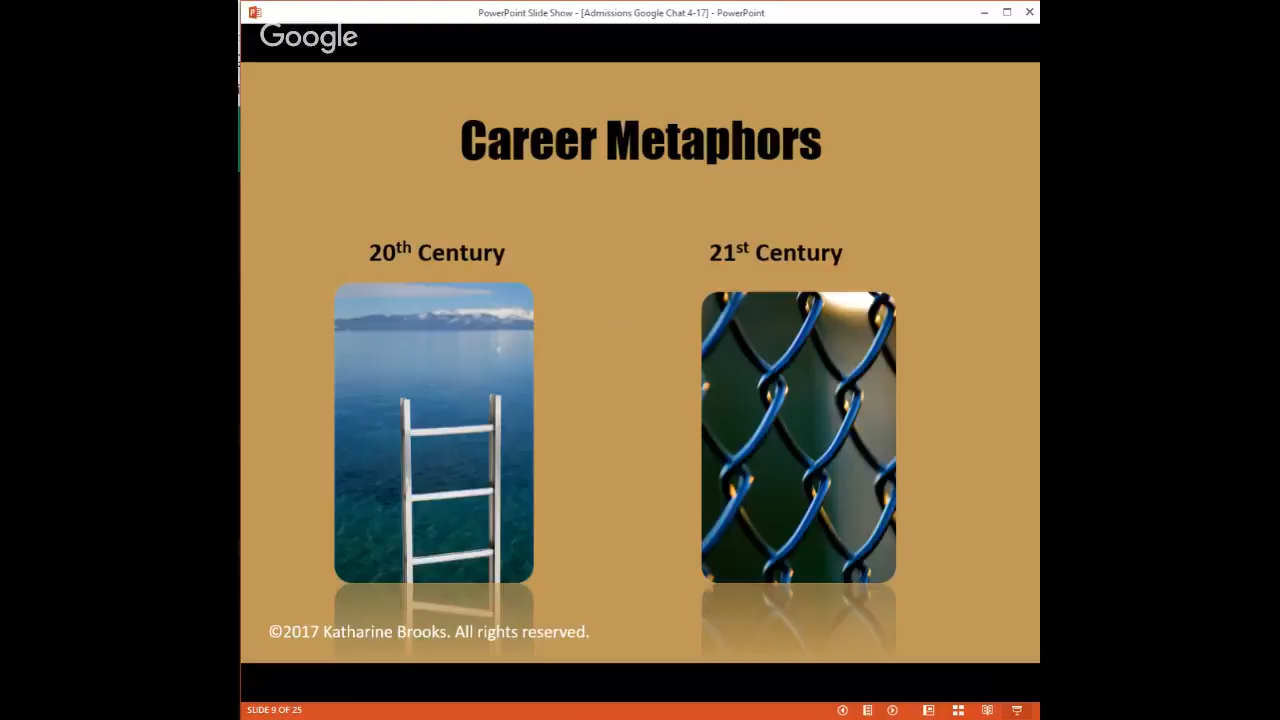 PowerPoint Slide Show - [Admissions Google Chat 4-17] - PowerPoint
Google
Career Metaphors
20th Century
21st Century
©2017 Katharine Brooks. All rights reserved.
SLIDE 9 OF 25